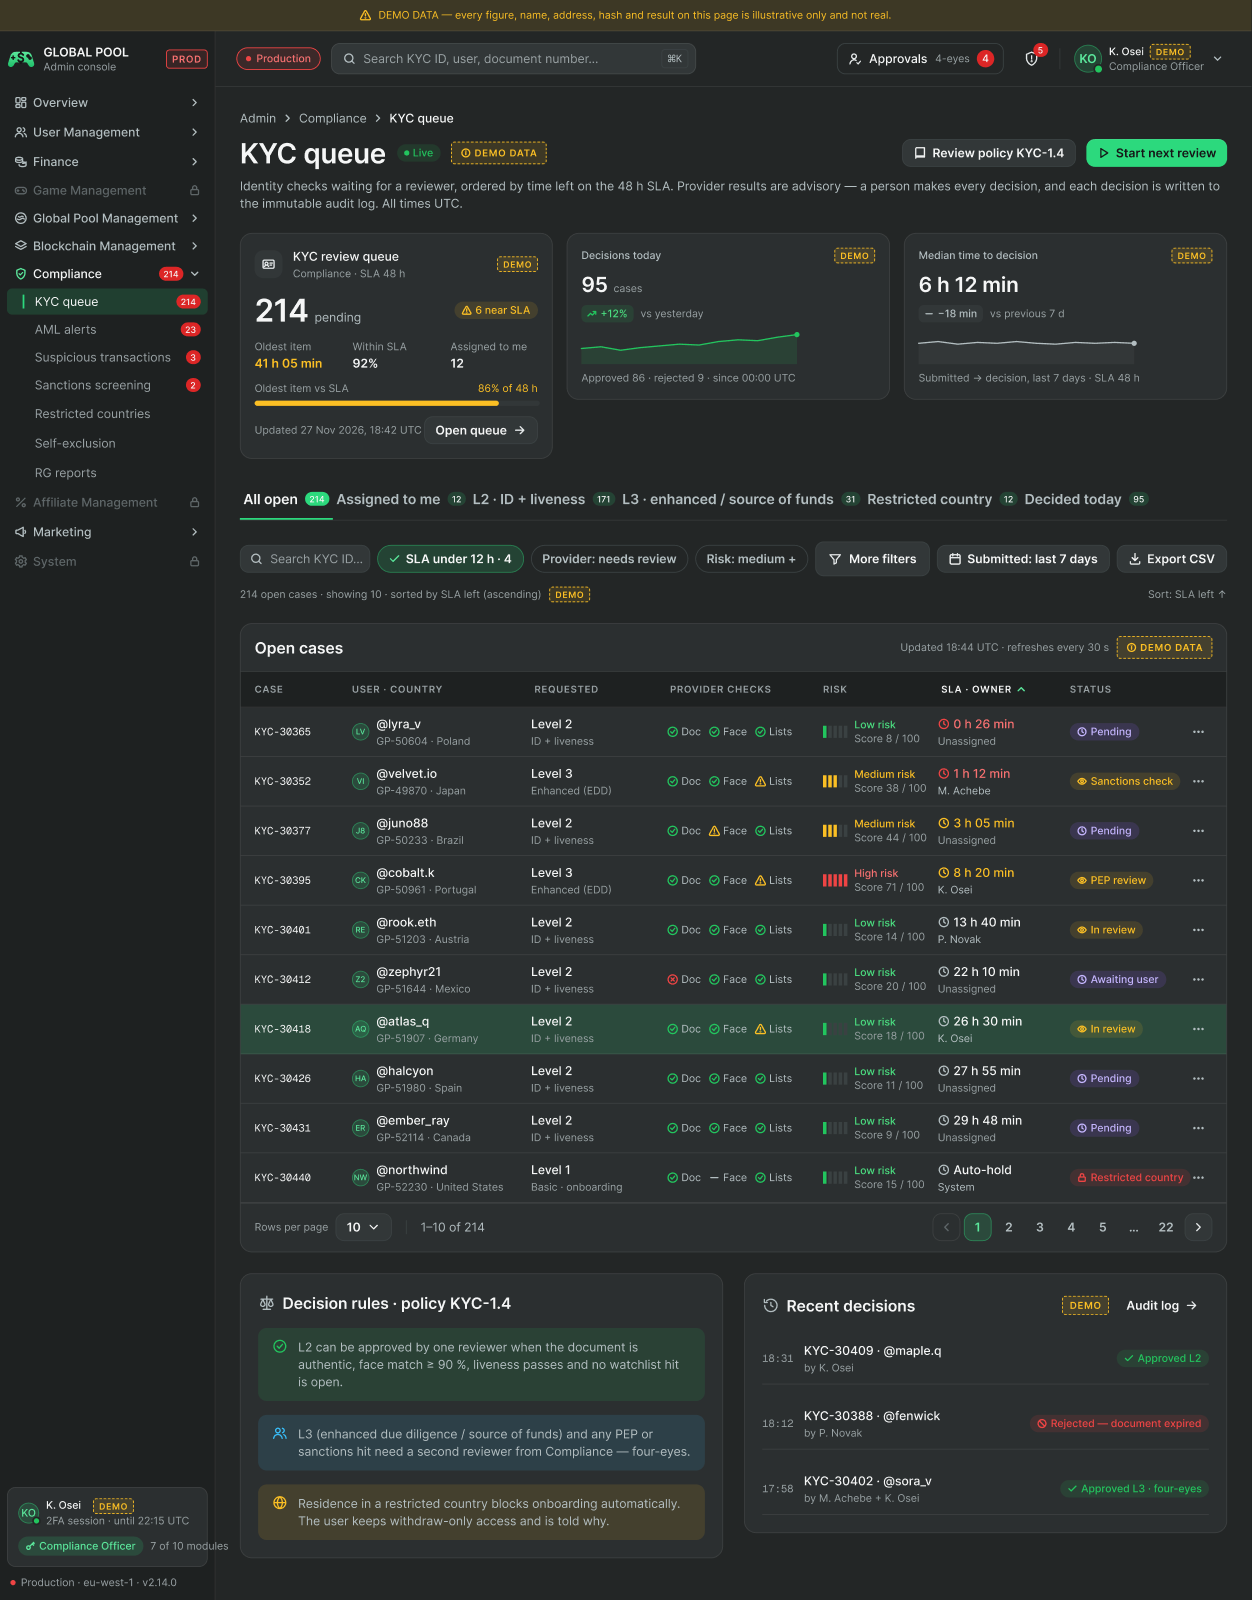 DEMO DATA — every figure, name, address, hash and result on this page is illustrative only and not real.
GLOBAL POOL
Admin console
PROD
Production
Search KYC ID, user, document number...
⌘K
Approvals 4-eyes 4
5
KO
K. Osei DEMO
Compliance Officer
Overview
User Management
Finance
Game Management
Global Pool Management
Blockchain Management
Compliance 214
KYC queue 214
AML alerts 23
Suspicious transactions 3
Sanctions screening 2
Restricted countries
Self-exclusion
RG reports
Affiliate Management
Marketing
System
Admin > Compliance > KYC queue
KYC queue
Live
DEMO DATA
Review policy KYC-1.4
Start next review
Identity checks waiting for a reviewer, ordered by time left on the 48 h SLA. Provider results are advisory — a person makes every decision, and each decision is written to
the immutable audit log. All times UTC.
KYC review queue
Compliance · SLA 48 h
DEMO
214 pending
6 near SLA
Oldest item
41 h 05 min
Within SLA
92%
Assigned to me
12
Oldest item vs SLA
86% of 48 h
Updated 27 Nov 2026, 18:42 UTC
Open queue →
Decisions today
DEMO
95 cases
+12% vs yesterday
Approved 86 · rejected 9 · since 00:00 UTC
Median time to decision
DEMO
6 h 12 min
−18 min vs previous 7 d
Submitted → decision, last 7 days · SLA 48 h
All open 214
Assigned to me 12
L2 · ID + liveness 171
L3 · enhanced / source of funds 31
Restricted country 12
Decided today 95
Search KYC ID...
SLA under 12 h · 4
Provider: needs review
Risk: medium +
More filters
Submitted: last 7 days
Export CSV
214 open cases · showing 10 · sorted by SLA left (ascending) DEMO
Sort: SLA left ↑
Open cases
Updated 18:44 UTC · refreshes every 30 s
DEMO DATA
CASE USER · COUNTRY REQUESTED PROVIDER CHECKS RISK SLA · OWNER STATUS
KYC-30365 LV @lyra_v Level 2 Doc Face Lists Low risk 0 h 26 min Pending ...
GP-50604 · Poland ID + liveness Score 8 / 100 Unassigned
KYC-30352 VI @velvet.io Level 3 Doc Face Lists Medium risk 1 h 12 min Sanctions check ...
GP-49870 · Japan Enhanced (EDD) Score 38 / 100 M. Achebe
KYC-30377 J8 @juno88 Level 2 Doc Face Lists Medium risk 3 h 05 min Pending ...
GP-50233 · Brazil ID + liveness Score 44 / 100 Unassigned
KYC-30395 CK @cobalt.k Level 3 Doc Face Lists High risk 8 h 20 min PEP review ...
GP-50961 · Portugal Enhanced (EDD) Score 71 / 100 K. Osei
KYC-30401 RE @rook.eth Level 2 Doc Face Lists Low risk 13 h 40 min In review ...
GP-51203 · Austria ID + liveness Score 14 / 100 P. Novak
KYC-30412 Z2 @zephyr21 Level 2 Doc Face Lists Low risk 22 h 10 min Awaiting user ...
GP-51644 · Mexico ID + liveness Score 20 / 100 Unassigned
KYC-30418 AQ @atlas_q Level 2 Doc Face Lists Low risk 26 h 30 min In review ...
GP-51907 · Germany ID + liveness Score 18 / 100 K. Osei
KYC-30426 HA @halcyon Level 2 Doc Face Lists Low risk 27 h 55 min Pending ...
GP-51980 · Spain ID + liveness Score 11 / 100 Unassigned
KYC-30431 ER @ember_ray Level 2 Doc Face Lists Low risk 29 h 48 min Pending ...
GP-52114 · Canada ID + liveness Score 9 / 100 Unassigned
KYC-30440 NW @northwind Level 1 Doc Face Lists Low risk Auto-hold Restricted country ...
GP-52230 · United States Basic · onboarding Score 15 / 100 System
Rows per page 10 1–10 of 214
1 2 3 4 5 ... 22
Decision rules · policy KYC-1.4
L2 can be approved by one reviewer when the document is
authentic, face match ≥ 90 %, liveness passes and no watchlist hit
is open.
L3 (enhanced due diligence / source of funds) and any PEP or
sanctions hit need a second reviewer from Compliance — four-eyes.
Residence in a restricted country blocks onboarding automatically.
The user keeps withdraw-only access and is told why.
Recent decisions
DEMO
Audit log →
18:31 KYC-30409 · @maple.q Approved L2
by K. Osei
18:12 KYC-30388 · @fenwick Rejected — document expired
by P. Novak
17:58 KYC-30402 · @sora_v Approved L3 · four-eyes
by M. Achebe + K. Osei
KO
K. Osei DEMO
2FA session · until 22:15 UTC
Compliance Officer 7 of 10 modules
Production · eu-west-1 · v2.14.0